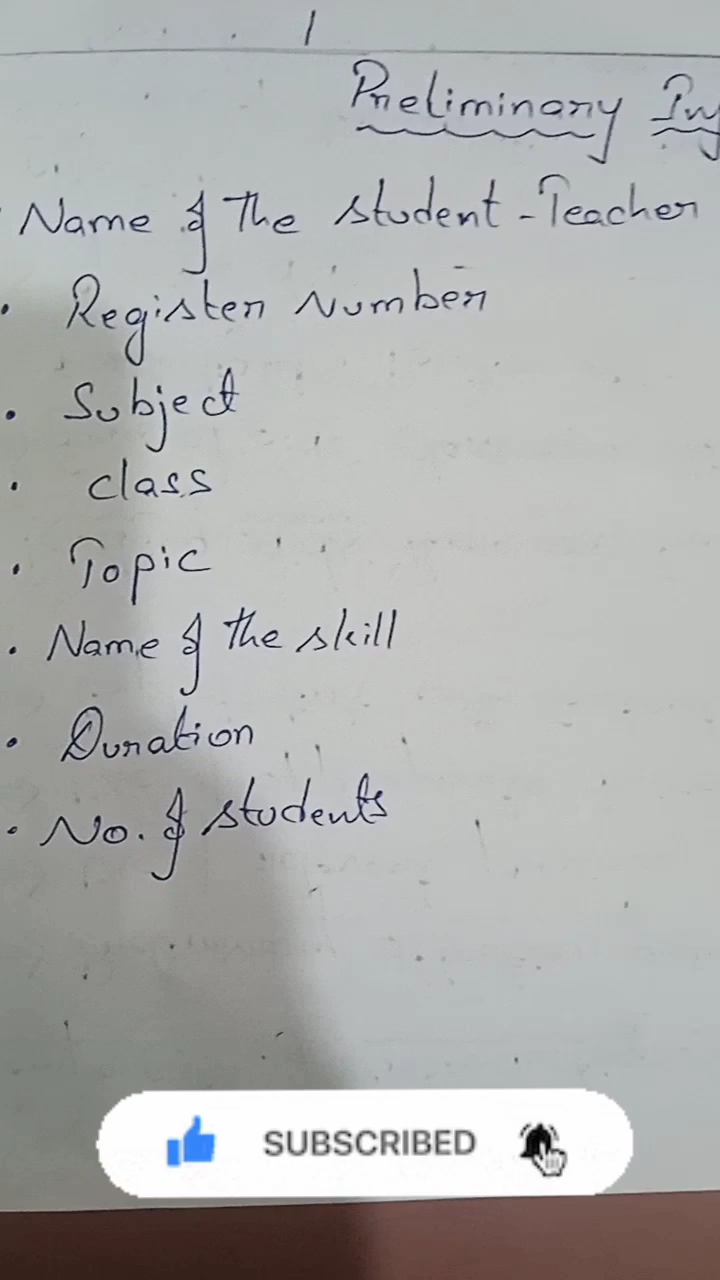 1
Preliminary
Name of the student-Teacher
• Register Number
• Subject
• class
• Topic
• Name of the skill
• Duration
• No. of students
SUBSCRIBED